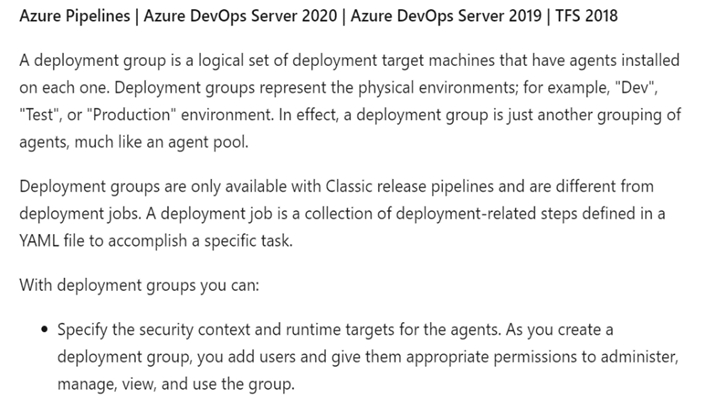 Azure Pipelines | Azure DevOps Server 2020 | Azure DevOps Server 2019 | TFS 2018
A deployment group is a logical set of deployment target machines that have agents installed
on each one. Deployment groups represent the physical environments; for example, "Dev",
"Test", or "Production" environment. In effect, a deployment group is just another grouping of
agents, much like an agent pool.
Deployment groups are only available with Classic release pipelines and are different from
deployment jobs. A deployment job is a collection of deployment-related steps defined in a
YAML file to accomplish a specific task.
With deployment groups you can:
• Specify the security context and runtime targets for the agents. As you create a
deployment group, you add users and give them appropriate permissions to administer,
manage, view, and use the group.